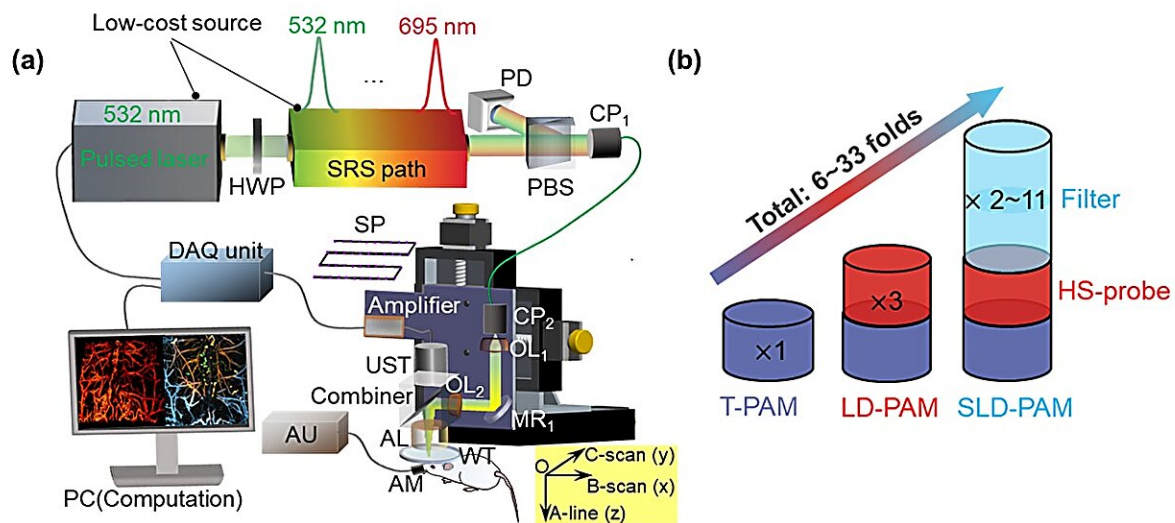 (a)
Low-cost source
532 nm
695 nm
...
532 nm
Pulsed laser
HWP
SRS path
PD
PBS
CP1
DAQ unit
SP
Amplifier
CP2
OL1
UST
Combiner
OL2
MR1
AU
AL
WT
AM
PC(Computation)
O
C-scan (y)
B-scan (x)
A-line (z)
(b)
Total: 6~33 folds
× 2~11
Filter
×3
HS-probe
×1
T-PAM
LD-PAM
SLD-PAM